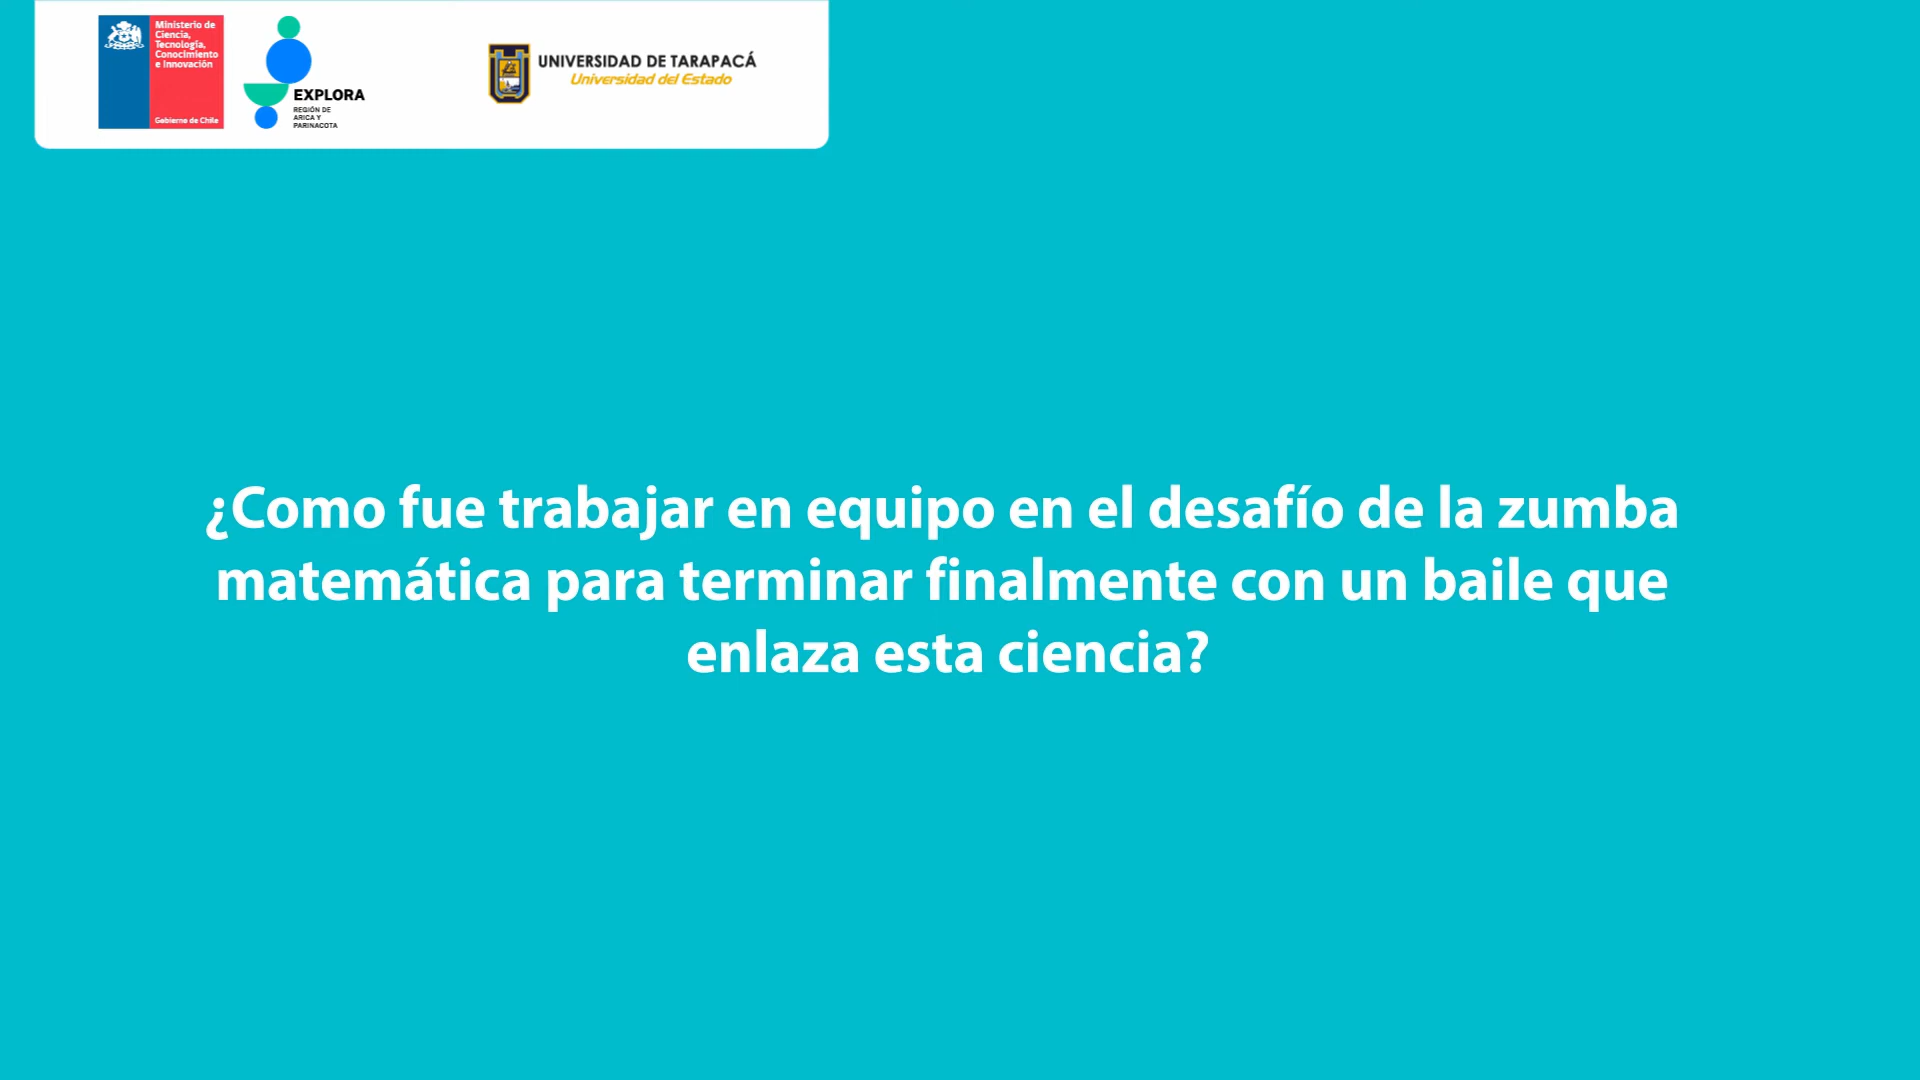 Ministerio de
Ciencia,
Tecnología,
Conocimiento
e Innovación
Gobierno de Chile
EXPLORA
REGIÓN DE
ARICA Y
PARINACOTA
UNIVERSIDAD DE TARAPACÁ
Universidad del Estado
¿Como fue trabajar en equipo en el desafío de la zumba
matemática para terminar finalmente con un baile que
enlaza esta ciencia?